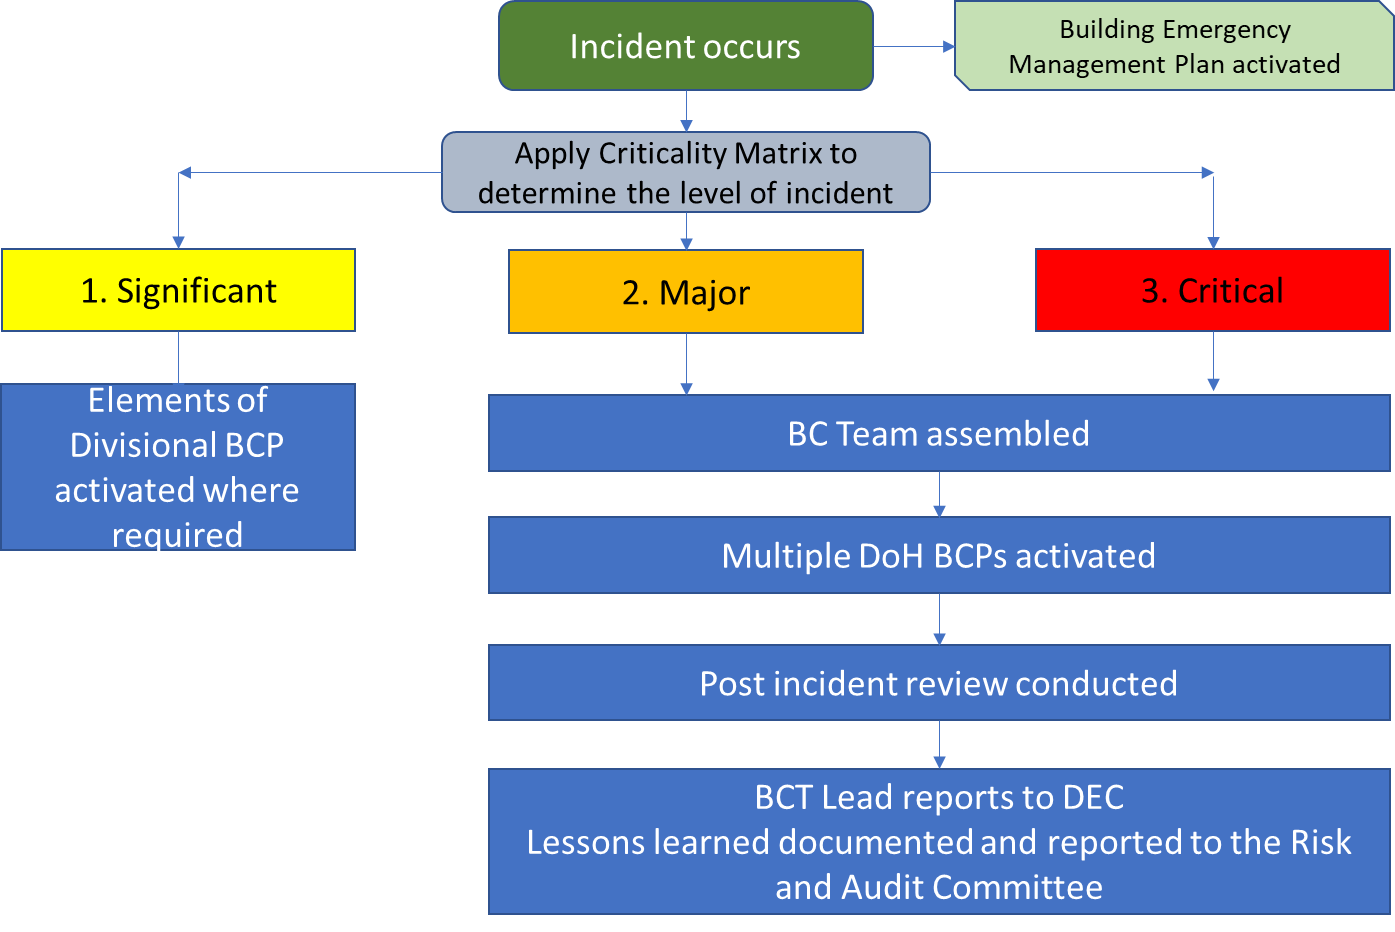 Incident occurs
Building Emergency
Management Plan activated
Apply Criticality Matrix to
determine the level of incident
1. Significant
2. Major
3. Critical
Elements of
Divisional BCP
activated where
required
BC Team assembled
Multiple DoH BCPs activated
Post incident review conducted
BCT Lead reports to DEC
Lessons learned documented and reported to the Risk
and Audit Committee